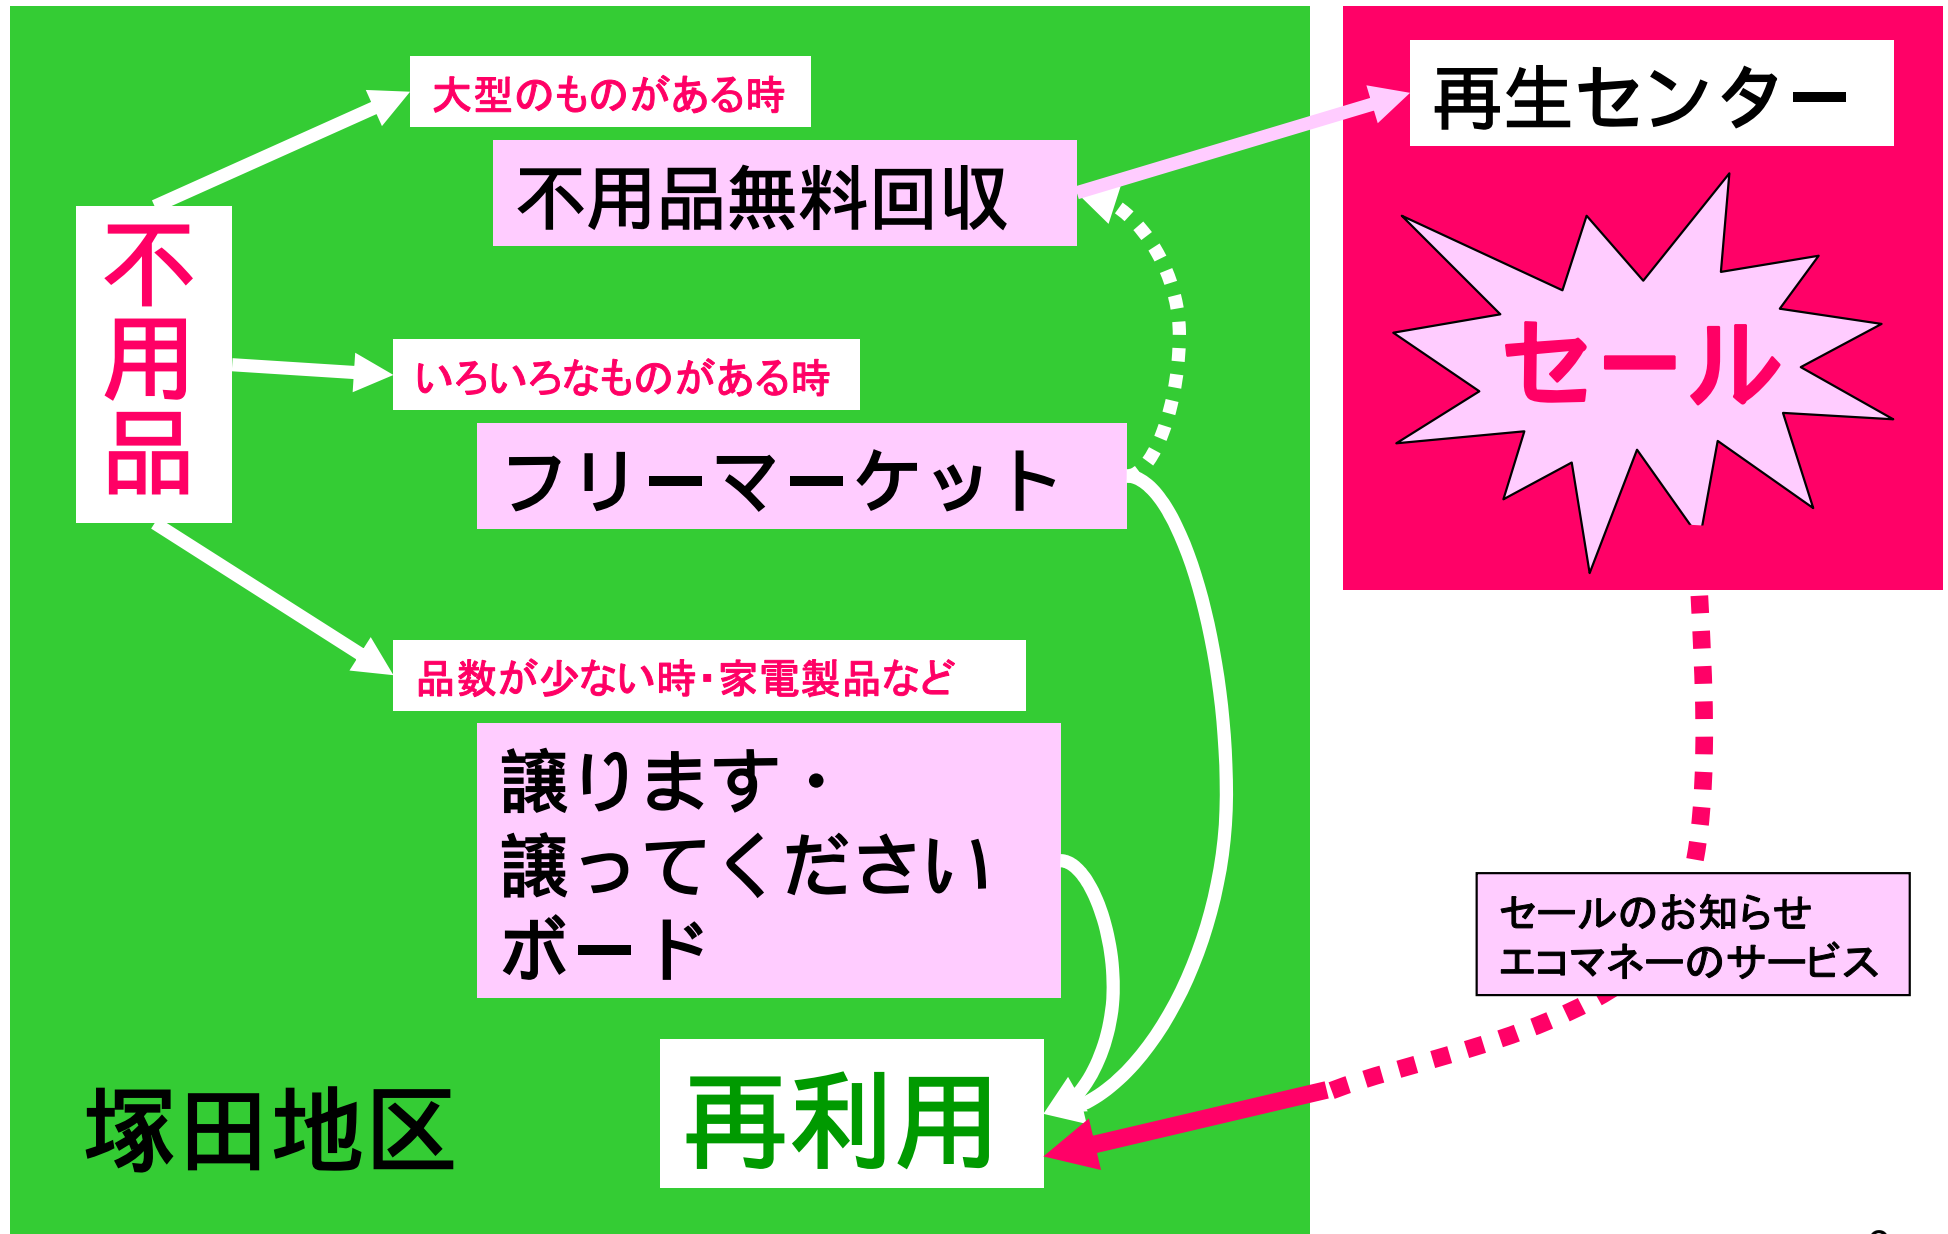 大型のものがある時
不用品無料回収
不用品
いろいろなものがある時
フリーマーケット
品数が少ない時・家電製品など
譲ります・
譲ってください
ボード
再利用
塚田地区
再生センター
セール
セールのお知らせ
エコマネーのサービス